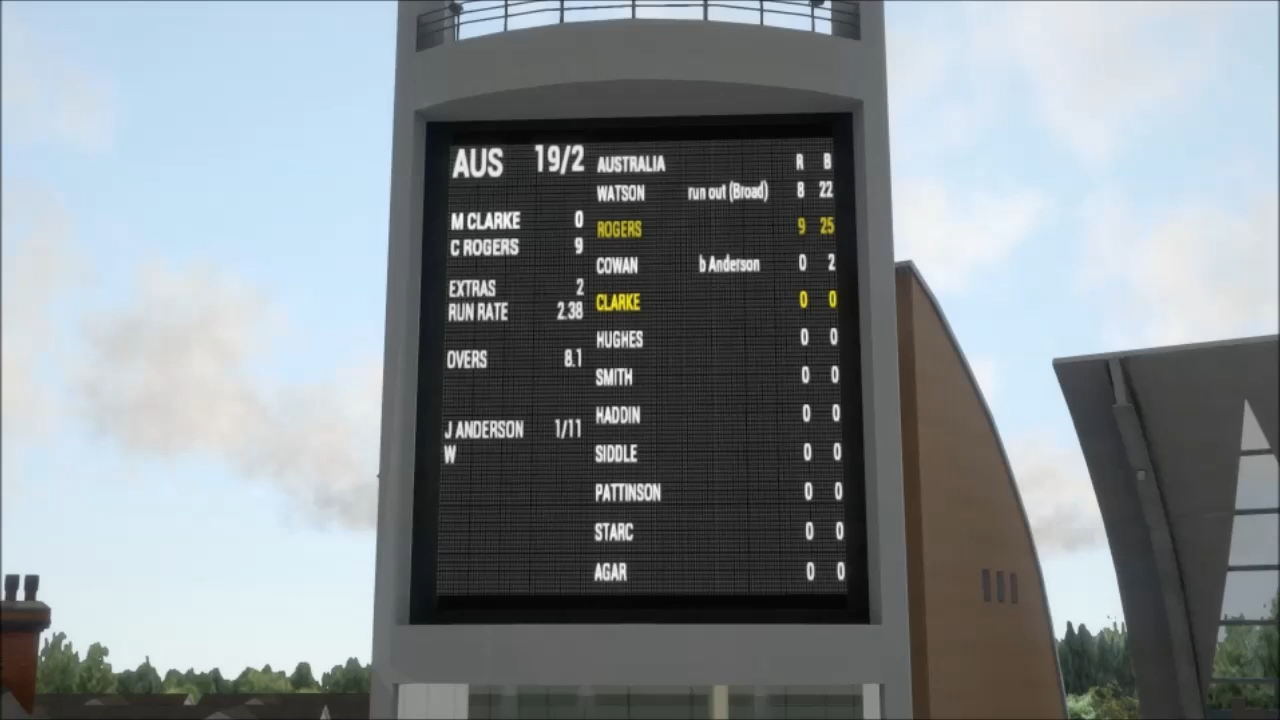 AUS 19/2
M CLARKE 0
C ROGERS 9
EXTRAS 2
RUN RATE 2.38
OVERS 8.1
J ANDERSON 1/11
W
AUSTRALIA R B
WATSON run out (Broad) 8 22
ROGERS 9 25
COWAN b Anderson 0 2
CLARKE 0 0
HUGHES 0 0
SMITH 0 0
HADDIN 0 0
SIDDLE 0 0
PATTINSON 0 0
STARC 0 0
AGAR 0 0